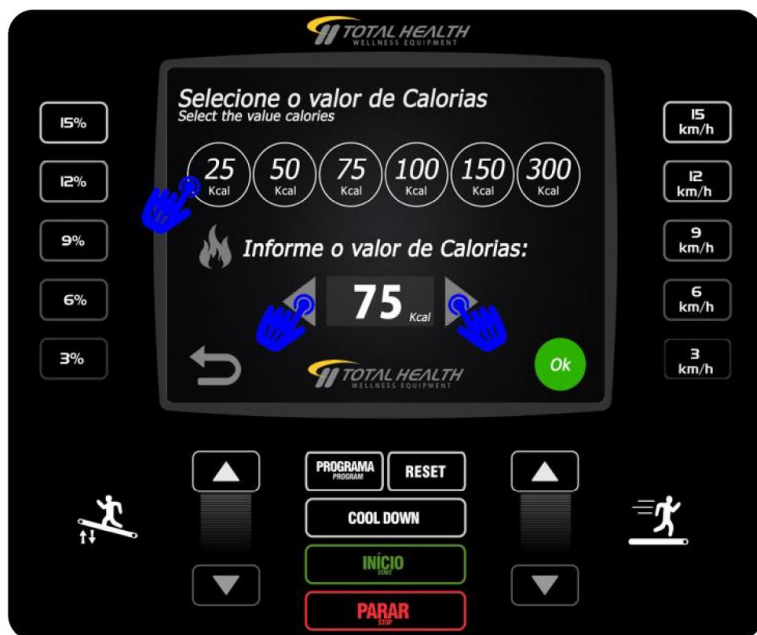 TOTAL HEALTH
WELLNESS EQUIPMENT
Selecione o valor de Calorias
Select the value calories
25 Kcal
50 Kcal
75 Kcal
100 Kcal
150 Kcal
300 Kcal
Informe o valor de Calorias:
75 Kcal
Ok
TOTAL HEALTH
WELLNESS EQUIPMENT
15%
12%
9%
6%
3%
15 km/h
12 km/h
9 km/h
6 km/h
3 km/h
PROGRAMA
PROGRAM
RESET
COOL DOWN
INÍCIO
START
PARAR
STOP